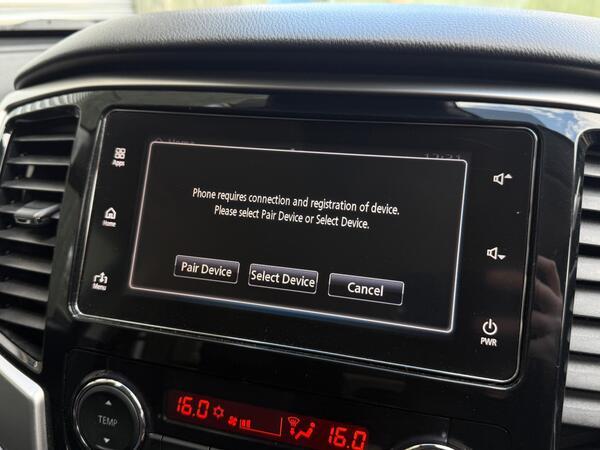 Home
Apps
Home
Menu
Phone requires connection and registration of device.
Please select Pair Device or Select Device.
Pair Device
Select Device
Cancel
PWR
TEMP
16.0
16.0